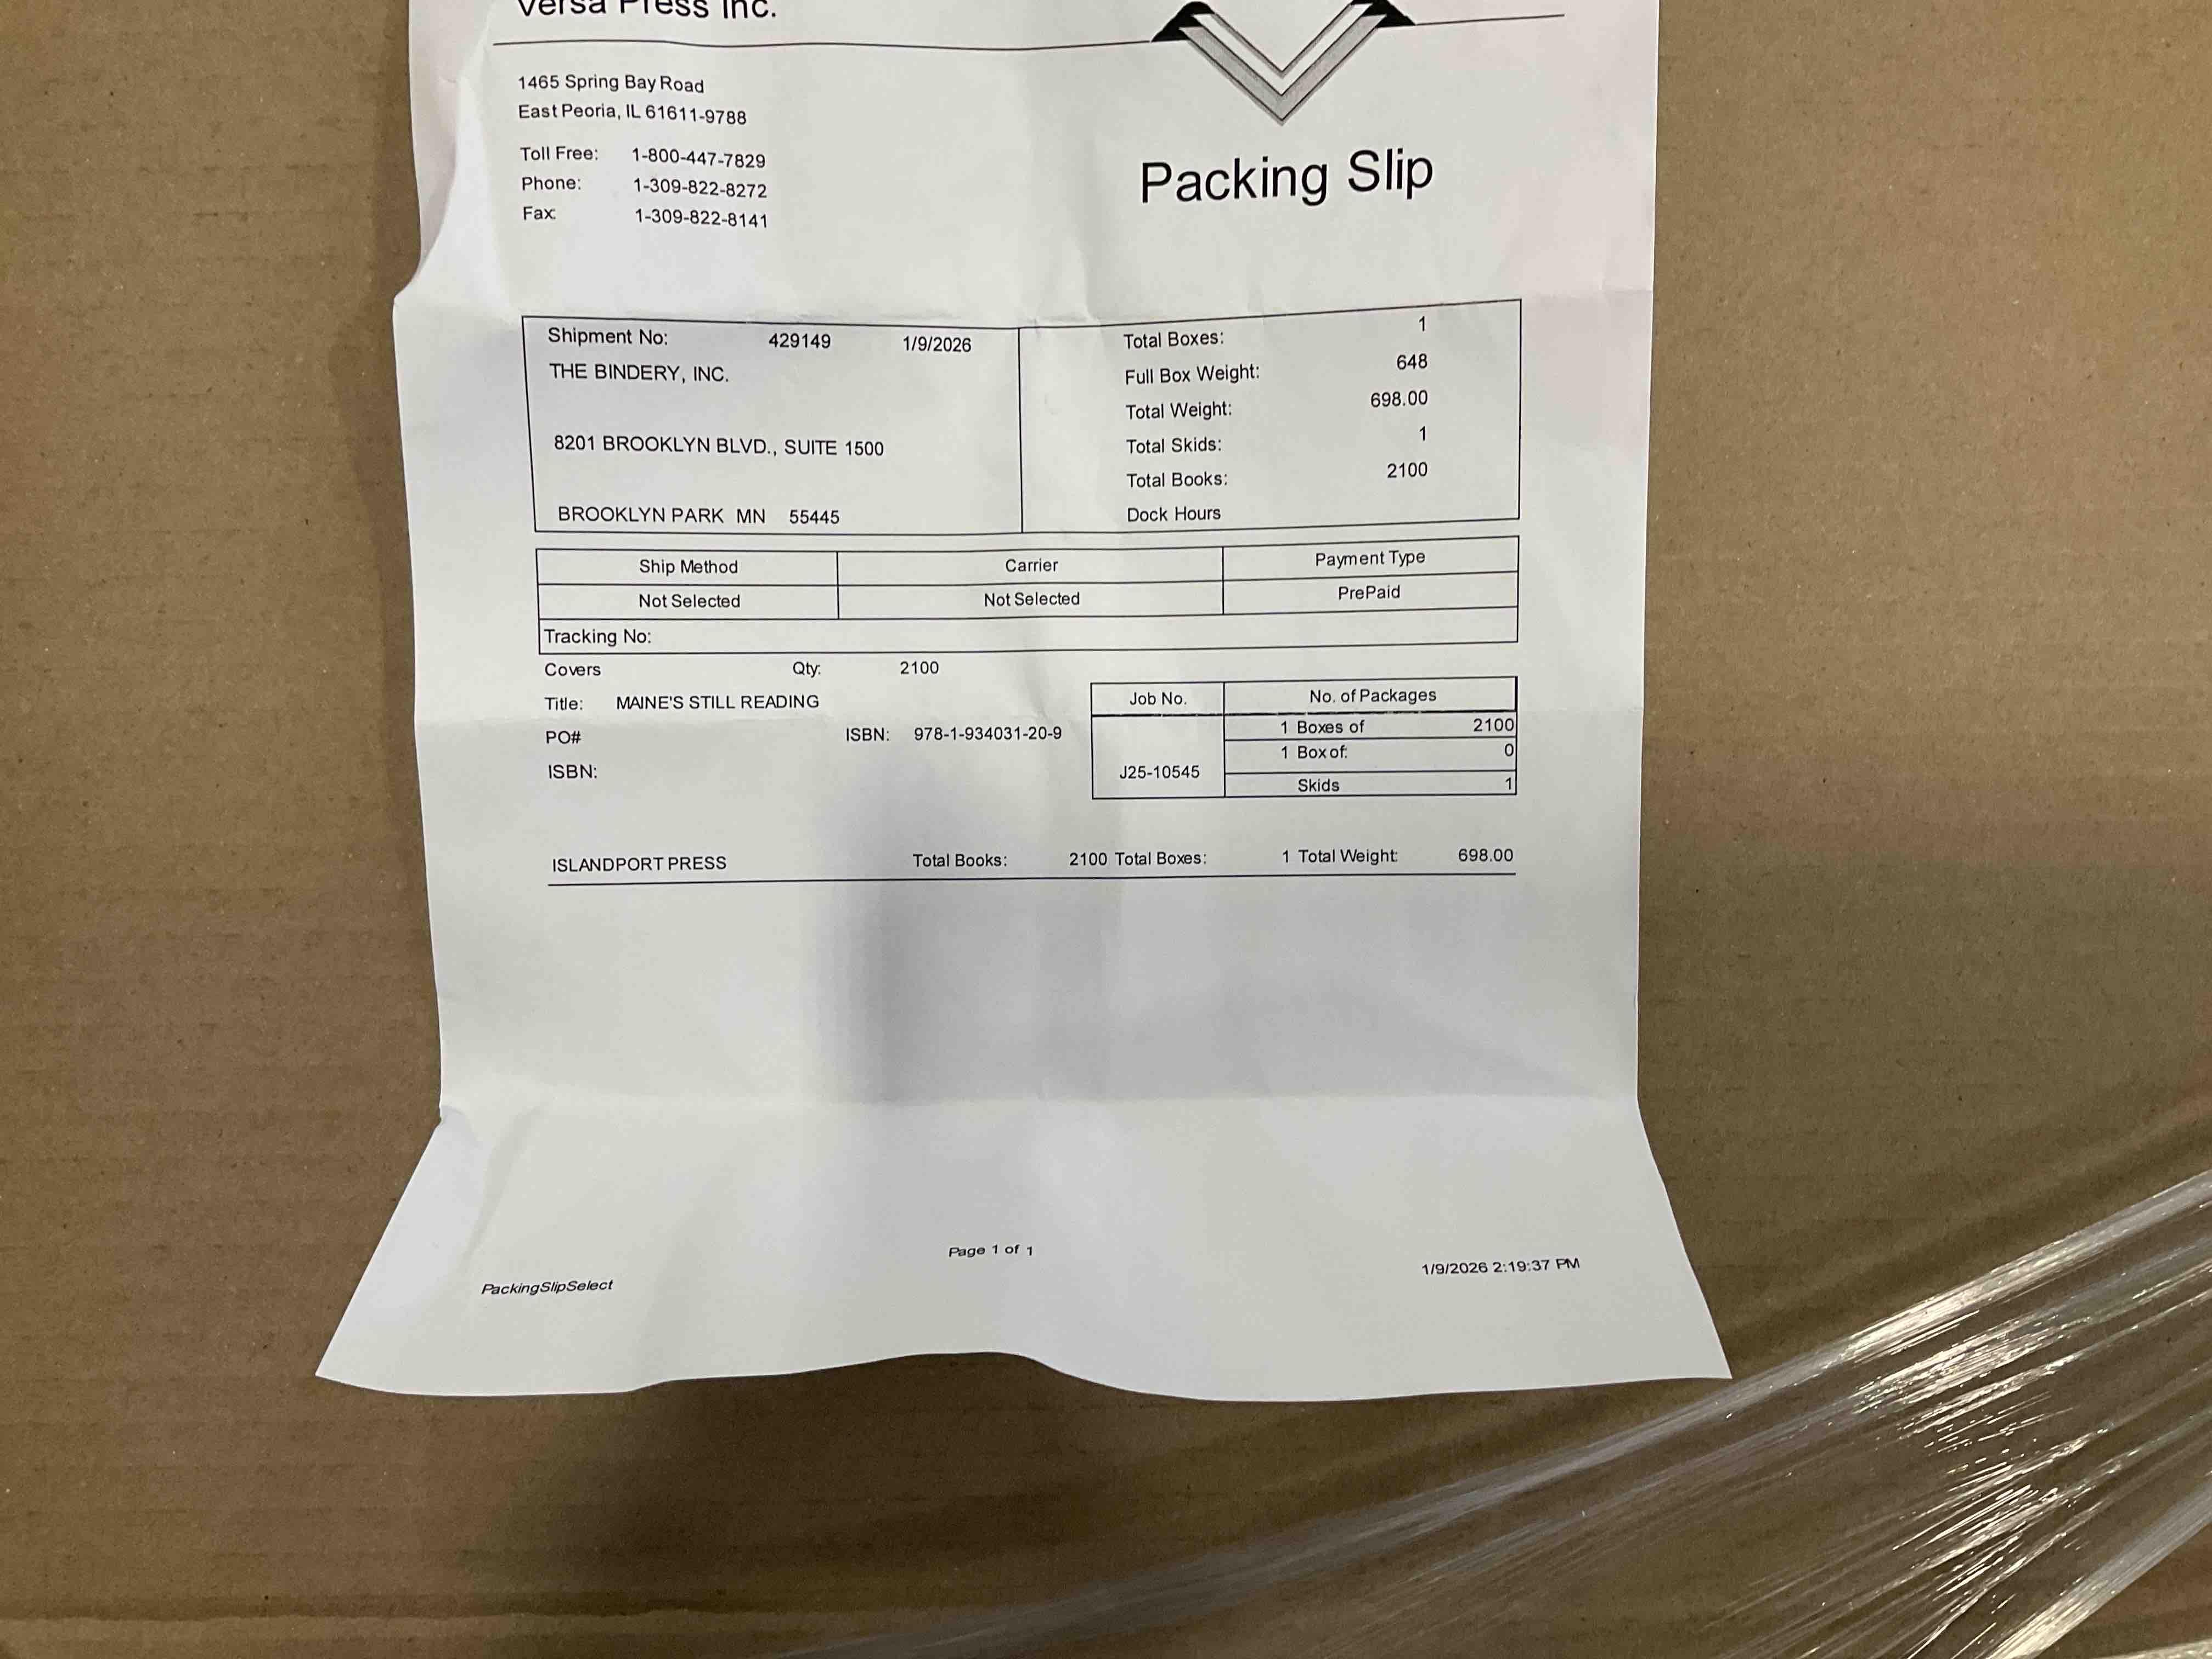 Versa Press Inc.
1465 Spring Bay Road
East Peoria, IL 61611-9788
Toll Free: 1-800-447-7829
Phone: 1-309-822-8272
Fax: 1-309-822-8141
Packing Slip
Shipment No: 429149 1/9/2026
THE BINDERY, INC.
8201 BROOKLYN BLVD., SUITE 1500
BROOKLYN PARK MN 55445
Total Boxes: 1
Full Box Weight: 648
Total Weight: 698.00
Total Skids: 1
Total Books: 2100
Dock Hours
Ship Method Carrier Payment Type
Not Selected Not Selected PrePaid
Tracking No:
Covers Qty: 2100
Title: MAINE'S STILL READING
PO# ISBN: 978-1-934031-20-9
ISBN:
Job No. No. of Packages
1 Boxes of 2100
1 Box of: 0
J25-10545
Skids 1
ISLANDPORT PRESS Total Books: 2100 Total Boxes: 1 Total Weight: 698.00
Page 1 of 1
PackingSlipSelect
1/9/2026 2:19:37 PM